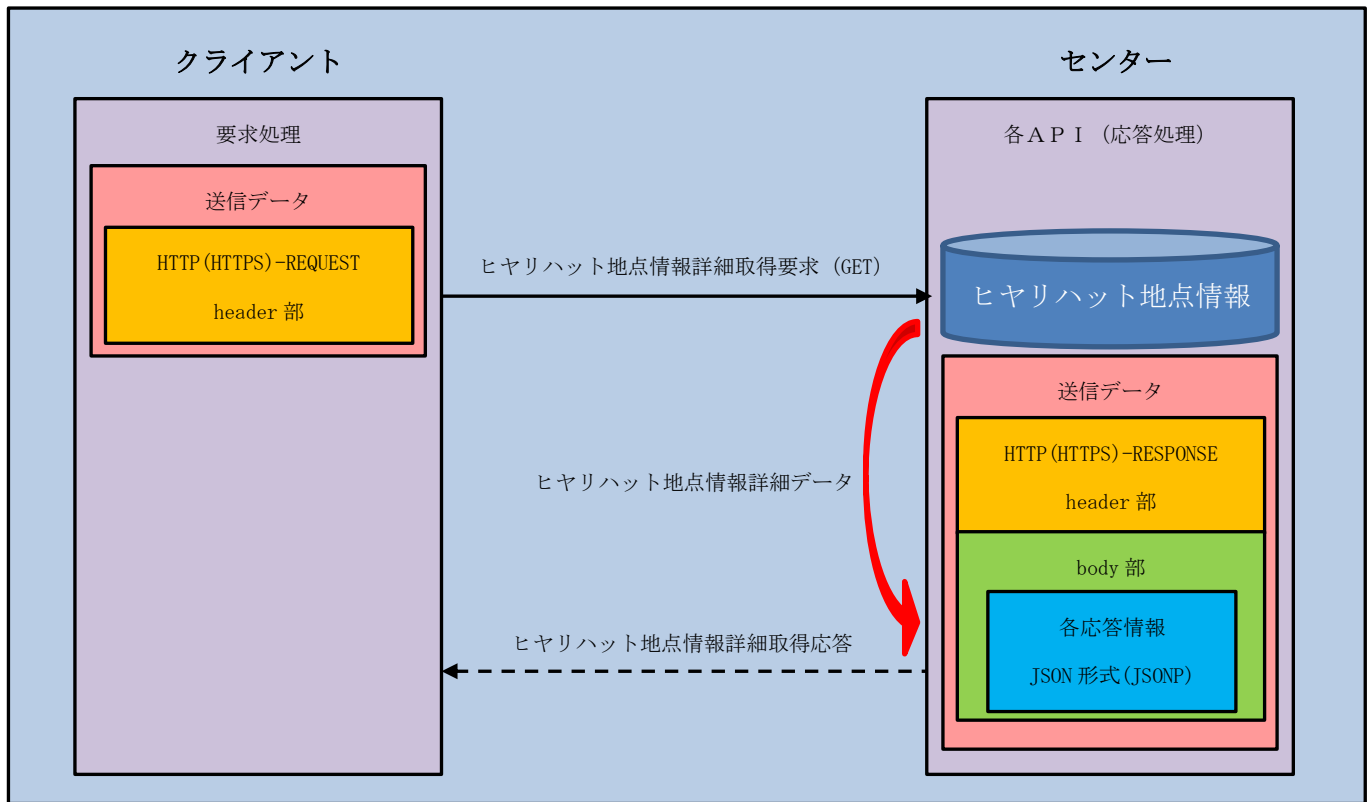 クライアント
センター
要求処理
各ＡＰＩ（応答処理）
送信データ
HTTP(HTTPS)-REQUEST
header 部
ヒヤリハット地点情報詳細取得要求 (GET)
ヒヤリハット地点情報
送信データ
HTTP(HTTPS)-RESPONSE
header 部
ヒヤリハット地点情報詳細データ
body 部
各応答情報
JSON 形式(JSONP)
ヒヤリハット地点情報詳細取得応答